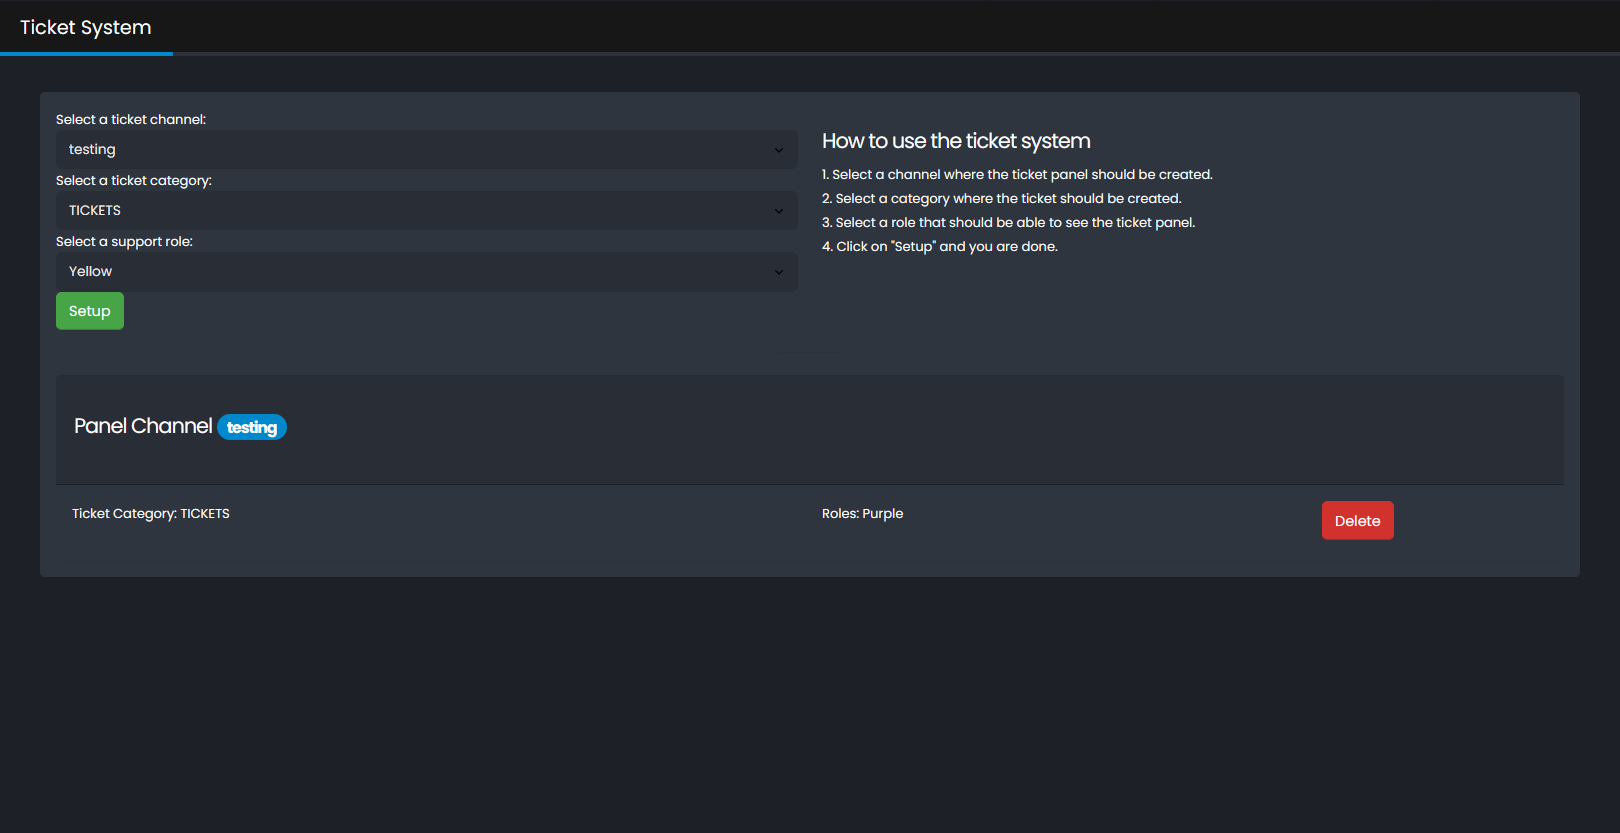 Ticket System
Select a ticket channel:
testing
Select a ticket category:
TICKETS
Select a support role:
Yellow
Setup
How to use the ticket system
1. Select a channel where the ticket panel should be created.
2. Select a category where the ticket should be created.
3. Select a role that should be able to see the ticket panel.
4. Click on "Setup" and you are done.
Panel Channel testing
Ticket Category: TICKETS
Roles: Purple
Delete